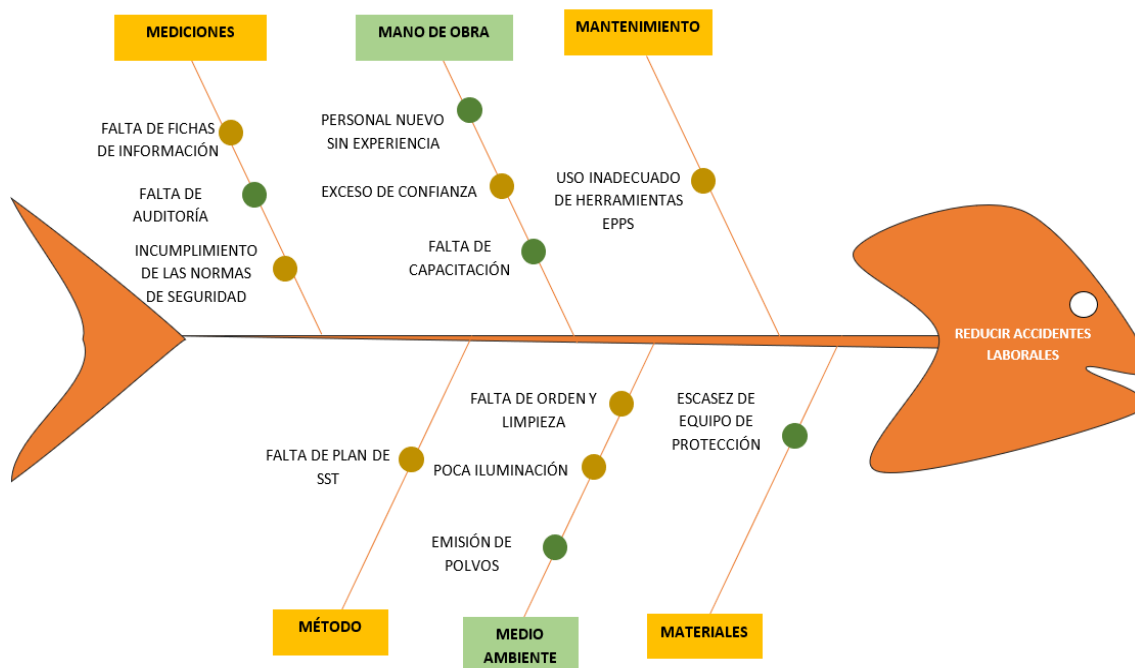 MEDICIONES
MANO DE OBRA
MANTENIMIENTO
FALTA DE FICHAS
DE INFORMACIÓN
FALTA DE
AUDITORÍA
INCUMPLIMIENTO
DE LAS NORMAS
DE SEGURIDAD
PERSONAL NUEVO
SIN EXPERIENCIA
EXCESO DE CONFIANZA
FALTA DE
CAPACITACIÓN
USO INADECUADO
DE HERRAMIENTAS
EPPS
REDUCIR ACCIDENTES
LABORALES
FALTA DE PLAN DE
SST
FALTA DE ORDEN Y
LIMPIEZA
POCA ILUMINACIÓN
EMISIÓN DE
POLVOS
ESCASEZ DE
EQUIPO DE
PROTECCIÓN
MÉTODO
MEDIO
AMBIENTE
MATERIALES